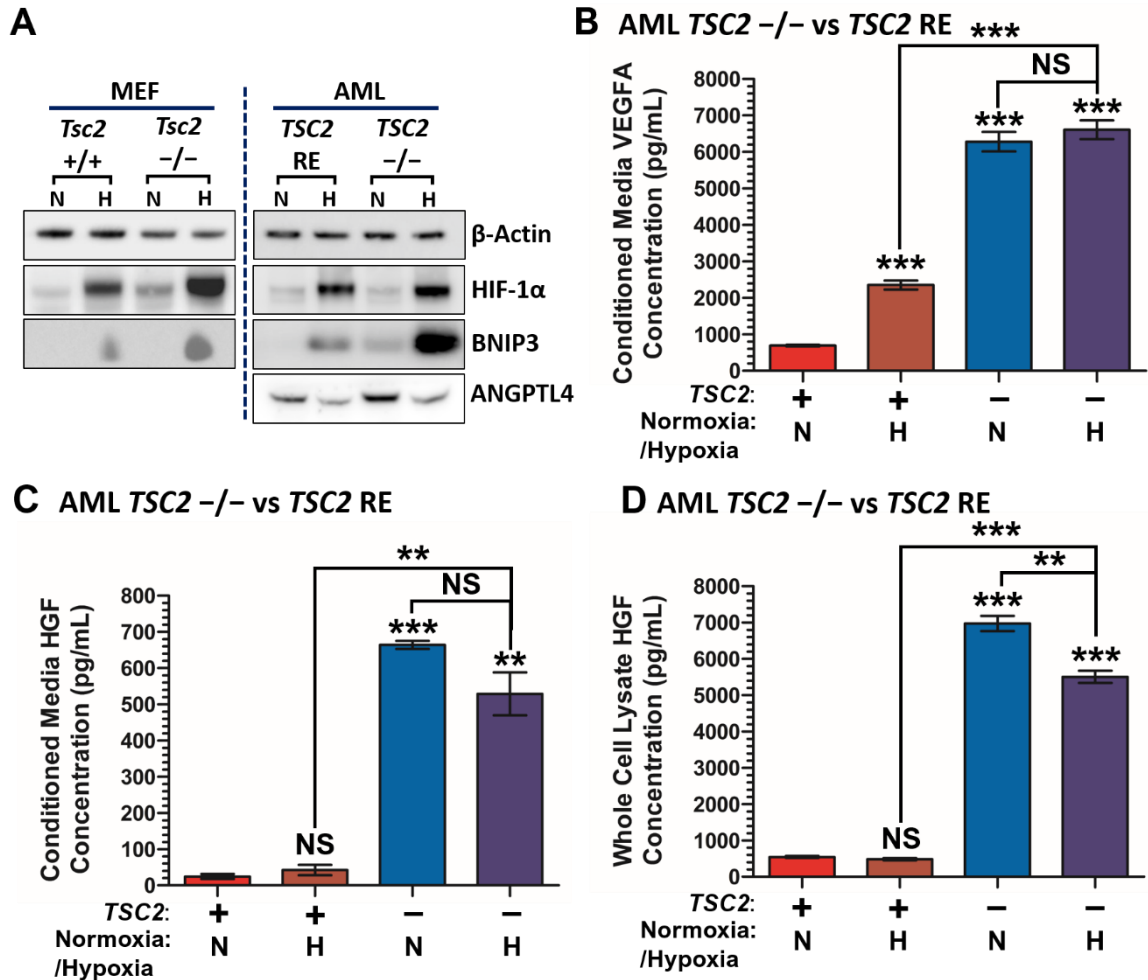 A
MEF AML
Tsc2 Tsc2 TSC2 TSC2
+/+ −/− RE −/−
N H N H N H N H
β-Actin
HIF-1α
BNIP3
ANGPTL4
B AML TSC2 −/− vs TSC2 RE
***
NS
*** ***
***
Conditioned Media VEGFA
Concentration (pg/mL)
8000
7000
6000
5000
4000
3000
2000
1000
0
TSC2: + + − −
Normoxia: N H N H
/Hypoxia
C AML TSC2 −/− vs TSC2 RE
**
NS
***
**
NS
Conditioned Media HGF
Concentration (pg/mL)
800
700
600
500
400
300
200
100
0
TSC2: + + − −
Normoxia: N H N H
/Hypoxia
D AML TSC2 −/− vs TSC2 RE
***
**
***
***
NS
Whole Cell Lysate HGF
Concentration (pg/mL)
8000
7000
6000
5000
4000
3000
2000
1000
0
TSC2: + + − −
Normoxia: N H N H
/Hypoxia